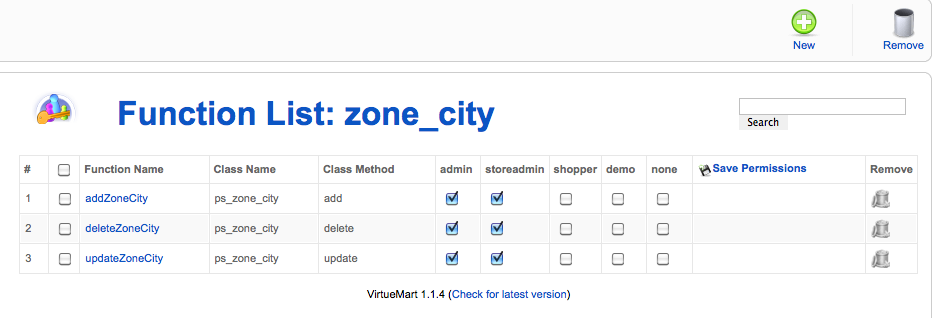 New Remove
Function List: zone_city
Search
# Function Name Class Name Class Method admin storeadmin shopper demo none Save Permissions Remove
1 addZoneCity ps_zone_city add
2 deleteZoneCity ps_zone_city delete
3 updateZoneCity ps_zone_city update
VirtueMart 1.1.4 (Check for latest version)